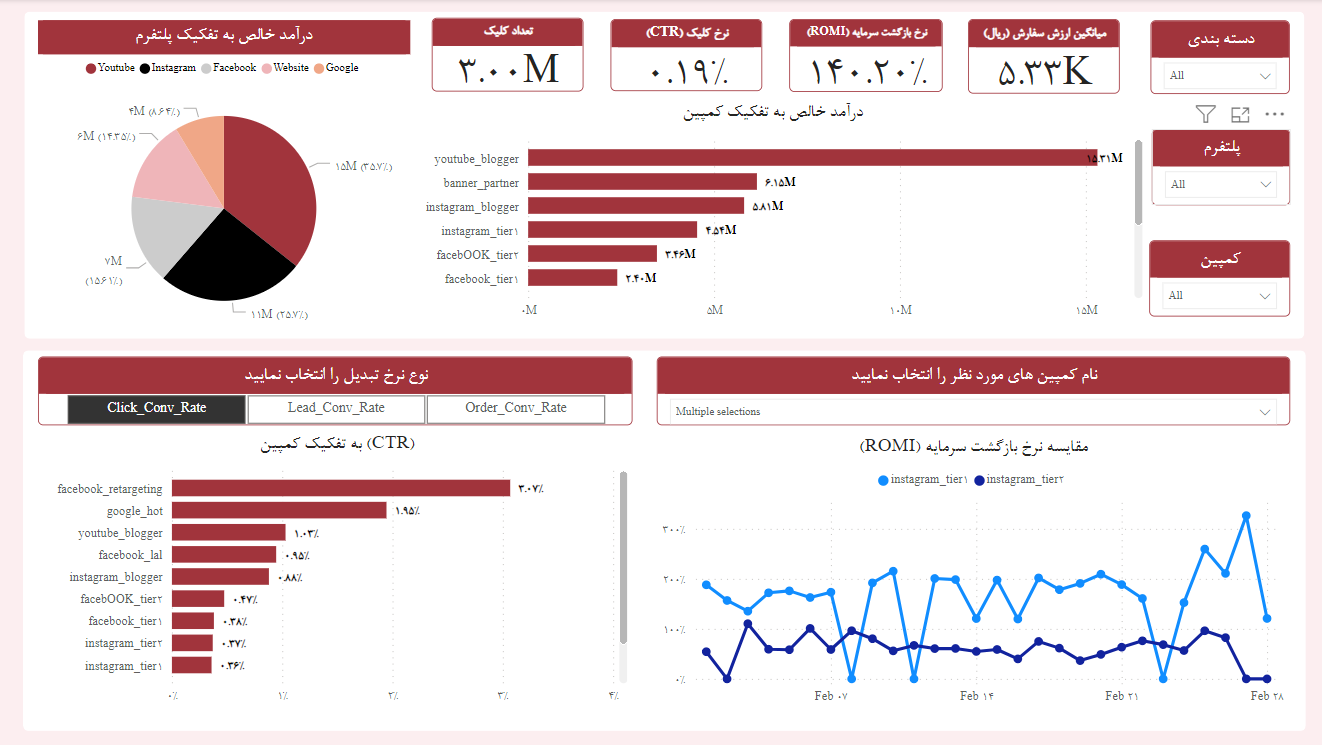 درآمد خالص به تفکیک پلتفرم
Youtube Instagram Facebook Website Google
۱۵M (۳۵.۷٪)
۱۱M (۲۵.۷٪)
۷M
(۱۵.۶۱٪)
۶M (۱۴.۳۵٪)
۴M (۸.۶۴٪)
تعداد کلیک
۳.۰۰M
نرخ کلیک (CTR)
۰.۱۹٪
نرخ بازگشت سرمایه (ROMI)
۱۴۰.۲۰٪
میانگین ارزش سفارش (ریال)
۵.۳۳K
دسته بندی
All
پلتفرم
All
کمپین
All
درآمد خالص به تفکیک کمپین
youtube_blogger ۱۵.۳۱M
banner_partner ۶.۱۵M
instagram_blogger ۵.۸۱M
instagram_tier۱ ۴.۵۴M
facebOOK_tier۲ ۳.۴۶M
facebook_tier۱ ۲.۴۰M
۰M ۵M ۱۰M ۱۵M
نوع نرخ تبدیل را انتخاب نمایید
Click_Conv_Rate Lead_Conv_Rate Order_Conv_Rate
(CTR) به تفکیک کمپین
facebook_retargeting ۳.۰۷٪
google_hot ۱.۹۵٪
youtube_blogger ۱.۰۳٪
facebook_lal ۰.۹۵٪
instagram_blogger ۰.۸۸٪
facebOOK_tier۲ ۰.۴۷٪
facebook_tier۱ ۰.۳۸٪
instagram_tier۲ ۰.۳۷٪
instagram_tier۱ ۰.۳۶٪
۰٪ ۱٪ ۲٪ ۳٪ ۴٪
نام کمپین های مورد نظر را انتخاب نمایید
Multiple selections
مقایسه نرخ بازگشت سرمایه (ROMI)
instagram_tier۱ instagram_tier۲
۳۰۰٪
۲۰۰٪
۱۰۰٪
۰٪
Feb ۰۷ Feb ۱۴ Feb ۲۱ Feb ۲۸